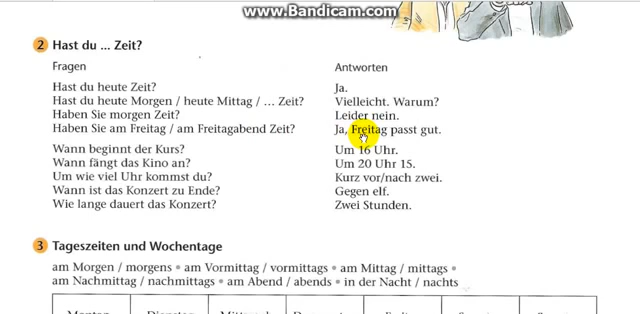 www.Bandicam.com
2 Hast du ... Zeit?
Fragen Antworten
Hast du heute Zeit? Ja.
Hast du heute Morgen / heute Mittag / ... Zeit? Vielleicht. Warum?
Haben Sie morgen Zeit? Leider nein.
Haben Sie am Freitag / am Freitagabend Zeit? Ja, Freitag passt gut.
Wann beginnt der Kurs? Um 16 Uhr.
Wann fängt das Kino an? Um 20 Uhr 15.
Um wie viel Uhr kommst du? Kurz vor/nach zwei.
Wann ist das Konzert zu Ende? Gegen elf.
Wie lange dauert das Konzert? Zwei Stunden.
3 Tageszeiten und Wochentage
am Morgen / morgens • am Vormittag / vormittags • am Mittag / mittags •
am Nachmittag / nachmittags • am Abend / abends • in der Nacht / nachts